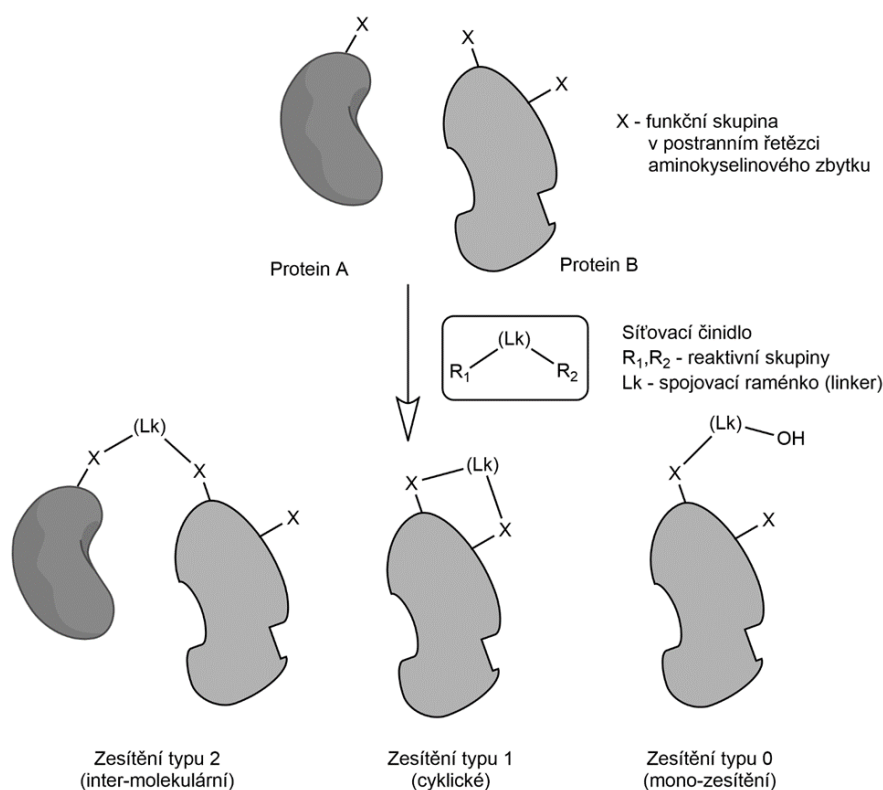 X
X
X
X - funkční skupina
v postranním řetězci
aminokyselinového zbytku
Protein A
Protein B
(Lk)
R1
R2
Síťovací činidlo
R1,R2 - reaktivní skupiny
Lk - spojovací raménko (linker)
(Lk)
X
X
X
(Lk)
X
X
(Lk)
OH
X
X
Zesítění typu 2
(inter-molekulární)
Zesítění typu 1
(cyklické)
Zesítění typu 0
(mono-zesítění)